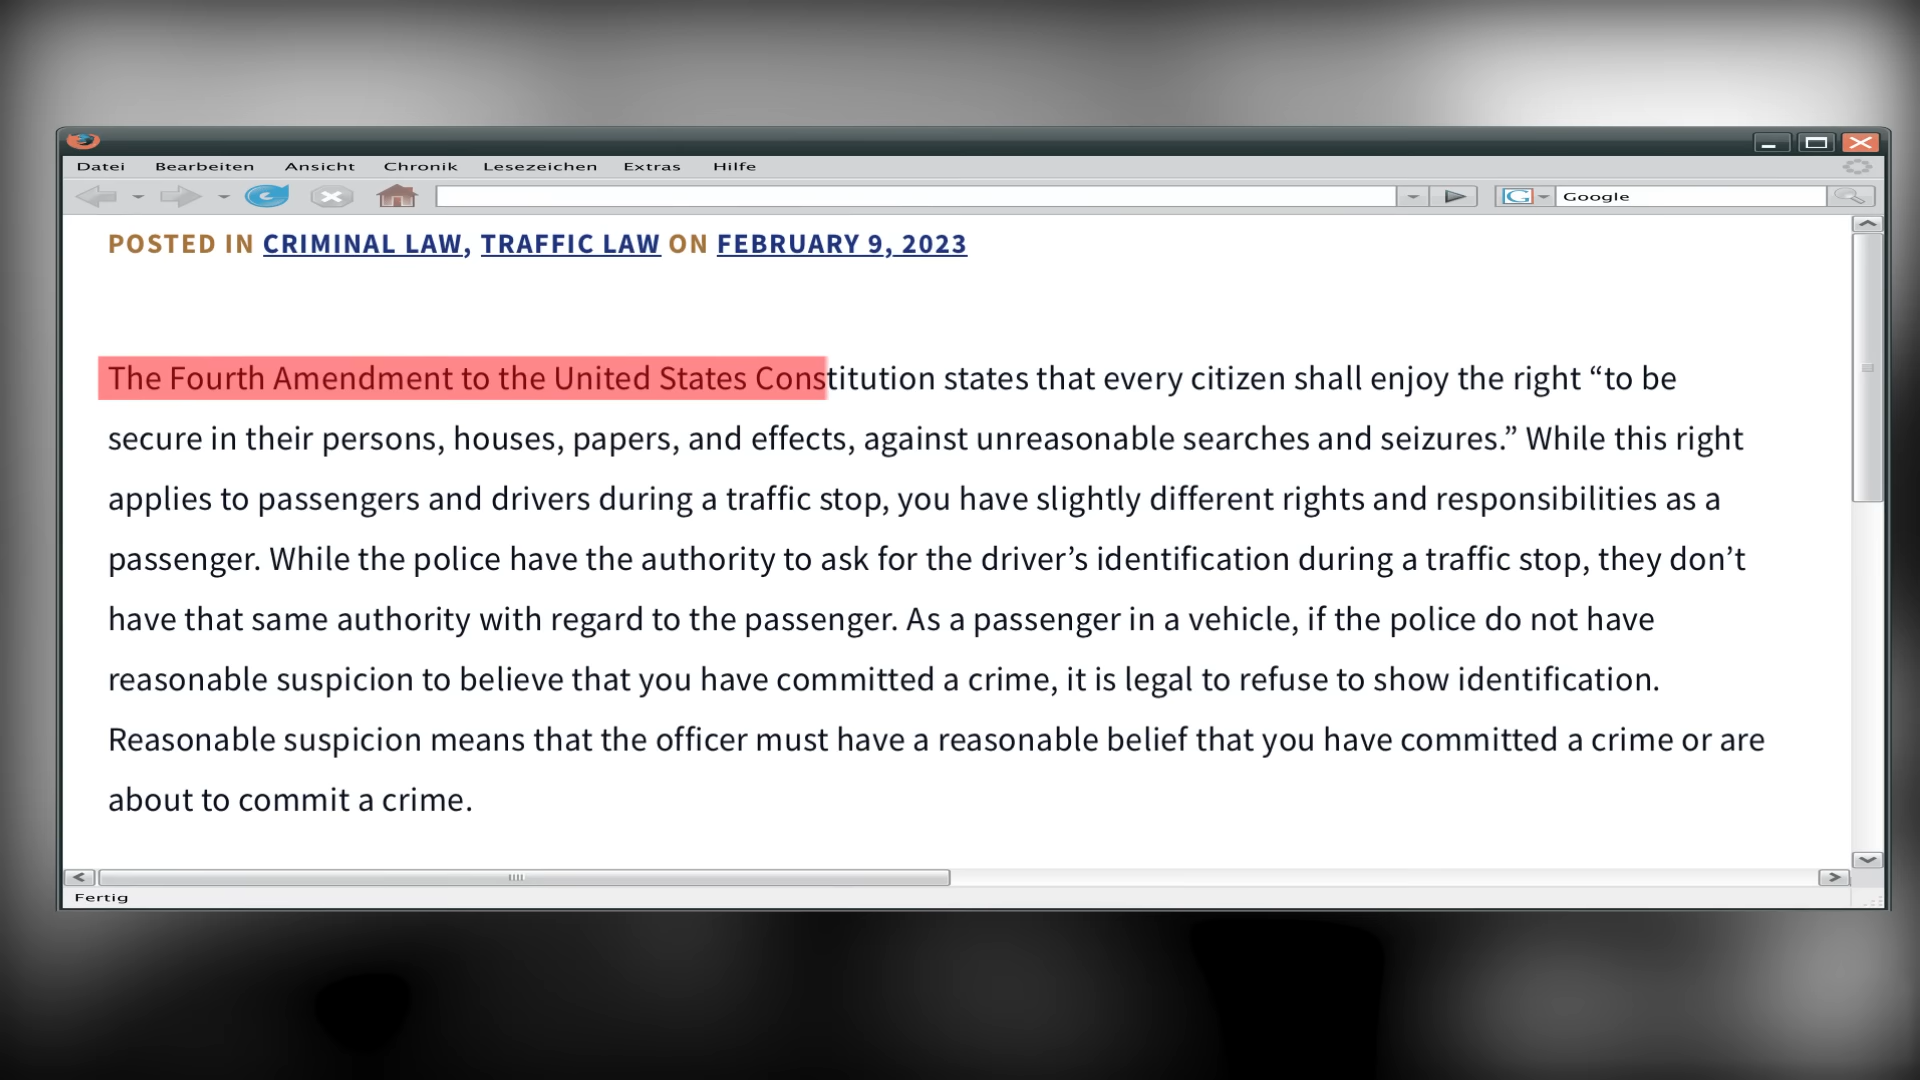 Datei Bearbeiten Ansicht Chronik Lesezeichen Extras Hilfe
Google
POSTED IN CRIMINAL LAW, TRAFFIC LAW ON FEBRUARY 9, 2023
The Fourth Amendment to the United States Constitution states that every citizen shall enjoy the right “to be
secure in their persons, houses, papers, and effects, against unreasonable searches and seizures.” While this right
applies to passengers and drivers during a traffic stop, you have slightly different rights and responsibilities as a
passenger. While the police have the authority to ask for the driver’s identification during a traffic stop, they don’t
have that same authority with regard to the passenger. As a passenger in a vehicle, if the police do not have
reasonable suspicion to believe that you have committed a crime, it is legal to refuse to show identification.
Reasonable suspicion means that the officer must have a reasonable belief that you have committed a crime or are
about to commit a crime.
Fertig